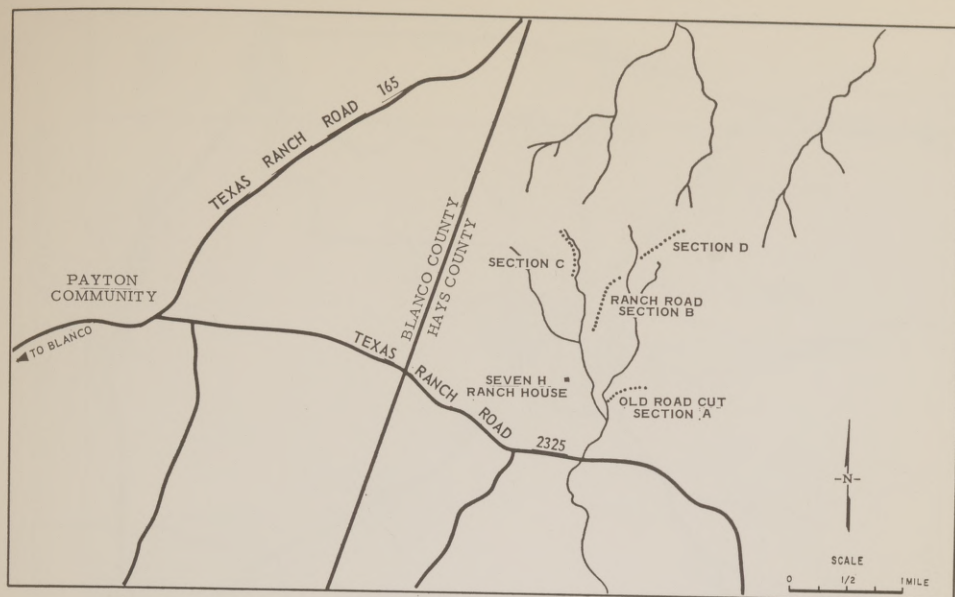 TEXAS RANCH ROAD 165
BLANCO COUNTY
HAYS COUNTY
SECTION C
SECTION D
PAYTON
COMMUNITY
RANCH ROAD
SECTION B
TO BLANCO
TEXAS RANCH ROAD 2325
SEVEN H
RANCH HOUSE
OLD ROAD CUT
SECTION A
-N-
SCALE
0 1/2 1 MILE